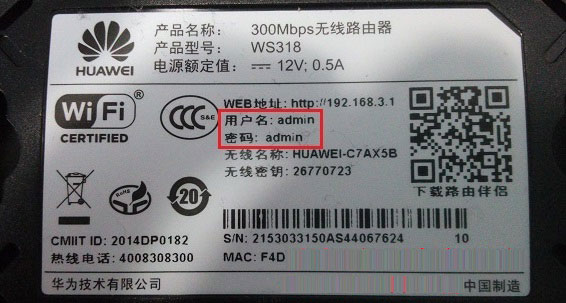 产品名称: 300Mbps无线路由器
产品型号: WS318
电源额定值: ⎓ 12V; 0.5A
HUAWEI
WEB地址: http://192.168.3.1
用户名: admin
密码: admin
无线名称: HUAWEI-C7AX5B
无线密钥: 26770723
WiFi®
CERTIFIED
CCC S&E
RoHS
20
下载路由伴侣
CMIIT ID: 2014DP0182
热线电话: 4008308300
S/N: 2153033150AS44067624 10
MAC: F4D
华为技术有限公司
中国制造